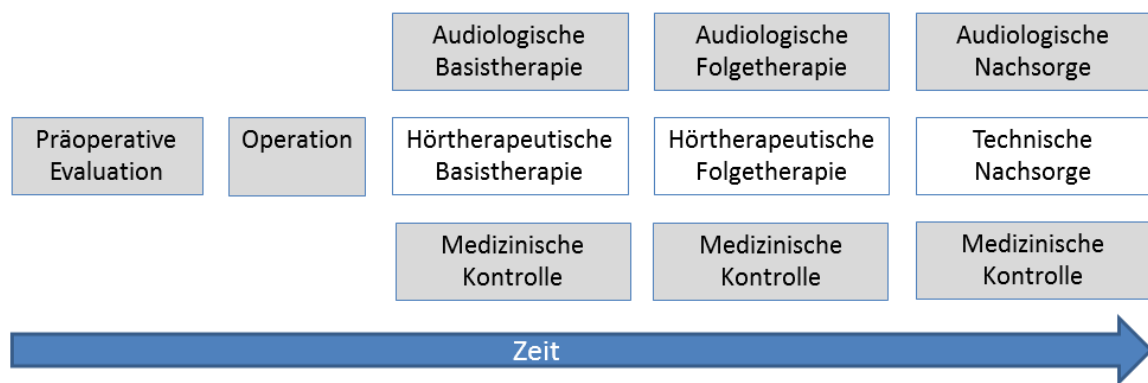 Audiologische
Basistherapie
Audiologische
Folgetherapie
Audiologische
Nachsorge
Präoperative
Evaluation
Operation
Hörtherapeutische
Basistherapie
Hörtherapeutische
Folgetherapie
Technische
Nachsorge
Medizinische
Kontrolle
Medizinische
Kontrolle
Medizinische
Kontrolle
Zeit